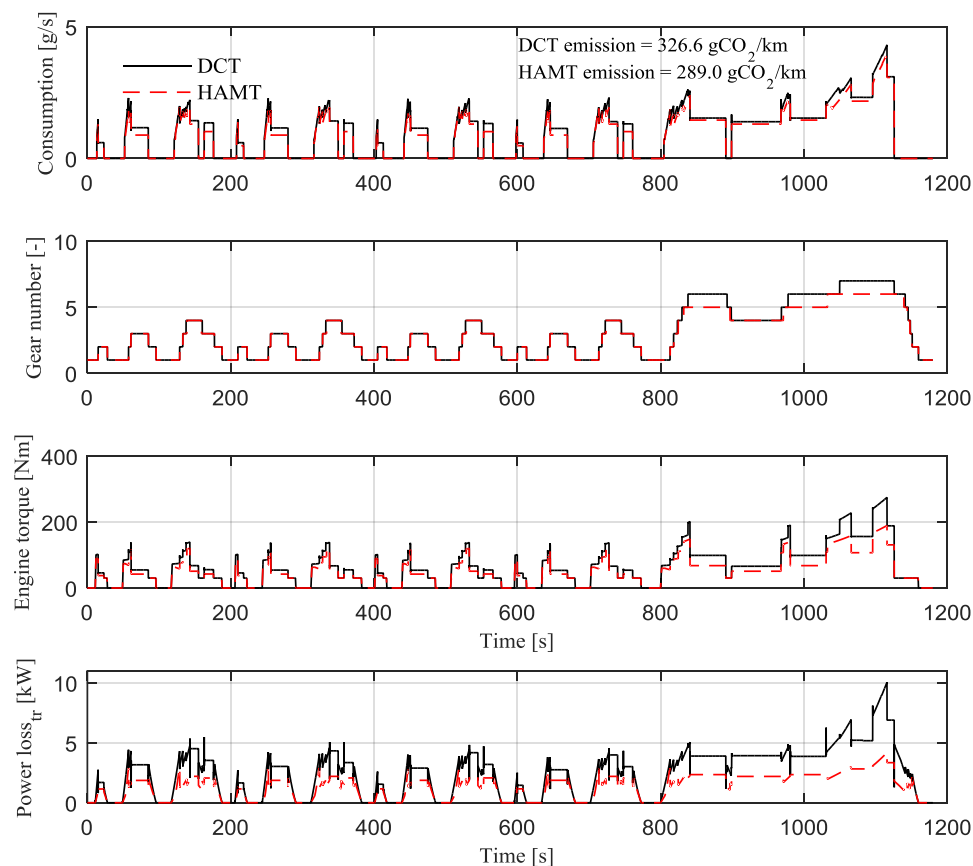 Consumption [g/s]
5
0
DCT emission = 326.6 gCO2/km
HAMT emission = 289.0 gCO2/km
DCT
HAMT
0 200 400 600 800 1000 1200
Gear number [-]
10
5
0
0 200 400 600 800 1000 1200
Engine torque [Nm]
400
200
0
0 200 400 600 800 1000 1200
Time [s]
Power loss_tr [kW]
10
5
0
0 200 400 600 800 1000 1200
Time [s]